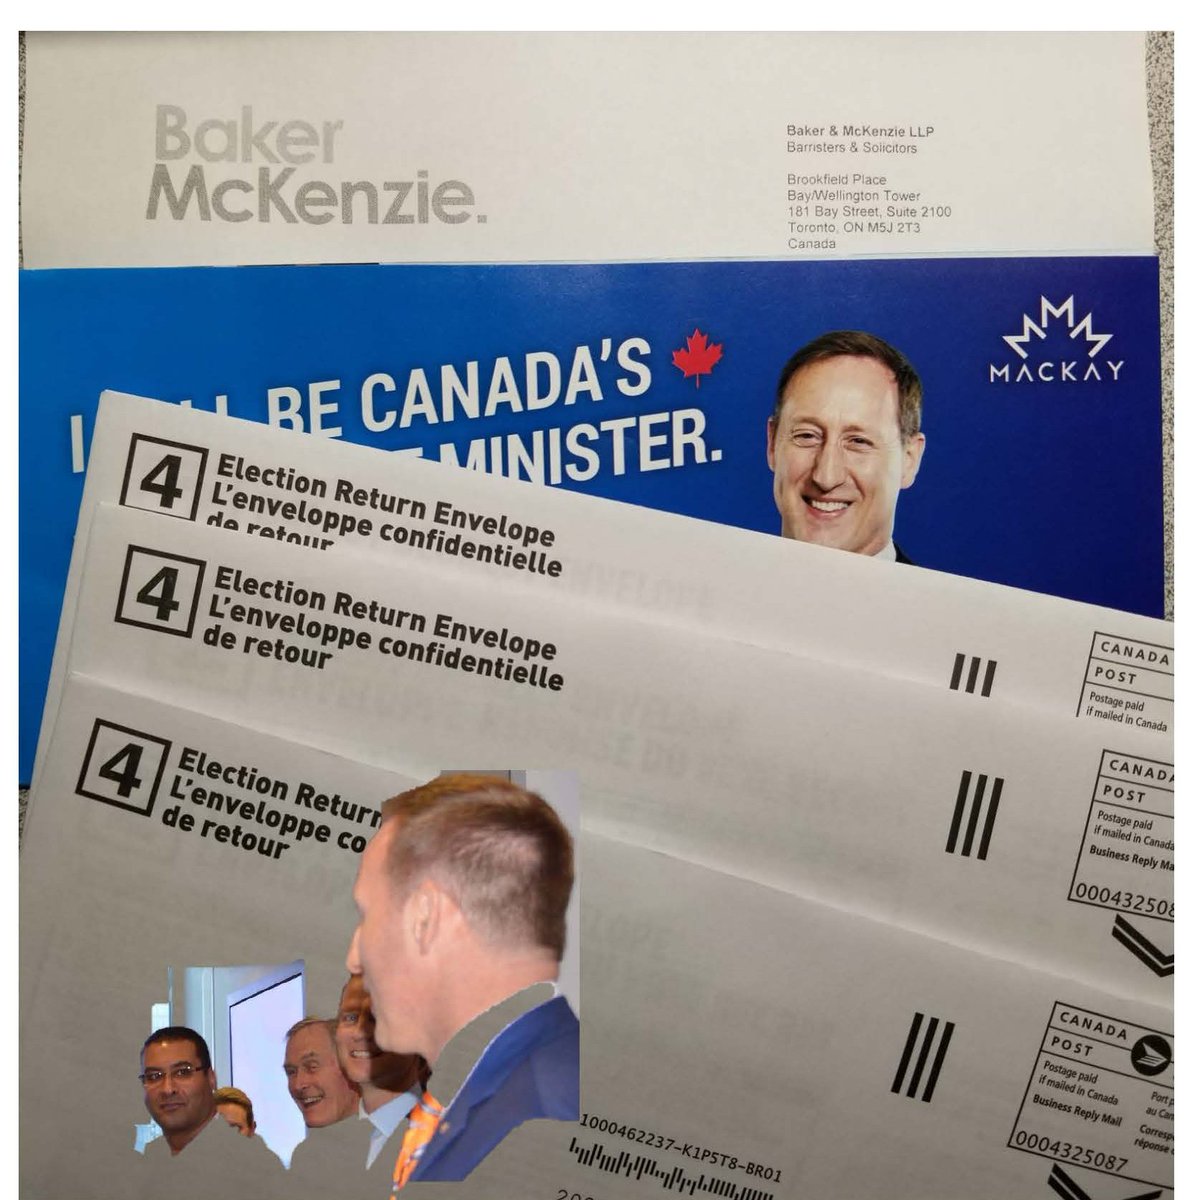 Baker
McKenzie.
Baker & McKenzie LLP
Barristers & Solicitors
Brookfield Place
Bay/Wellington Tower
181 Bay Street, Suite 2100
Toronto, ON M5J 2T3
Canada
BE CANADA'S
MINISTER.
MACKAY
4
Election Return Envelope
L'enveloppe confidentielle
de retour
CANADA
POST
Postage paid
if mailed in Canada
4
Election Return Envelope
L'enveloppe confidentielle
de retour
CANADA
POST
Postage paid
if mailed in Canada
Business Reply
4
Election Return
L'enveloppe
de retour
CANADA
POST
Postage paid
if mailed in Canada
Business Reply Mail
0004325087
1000462237-K1P5T8-BR01